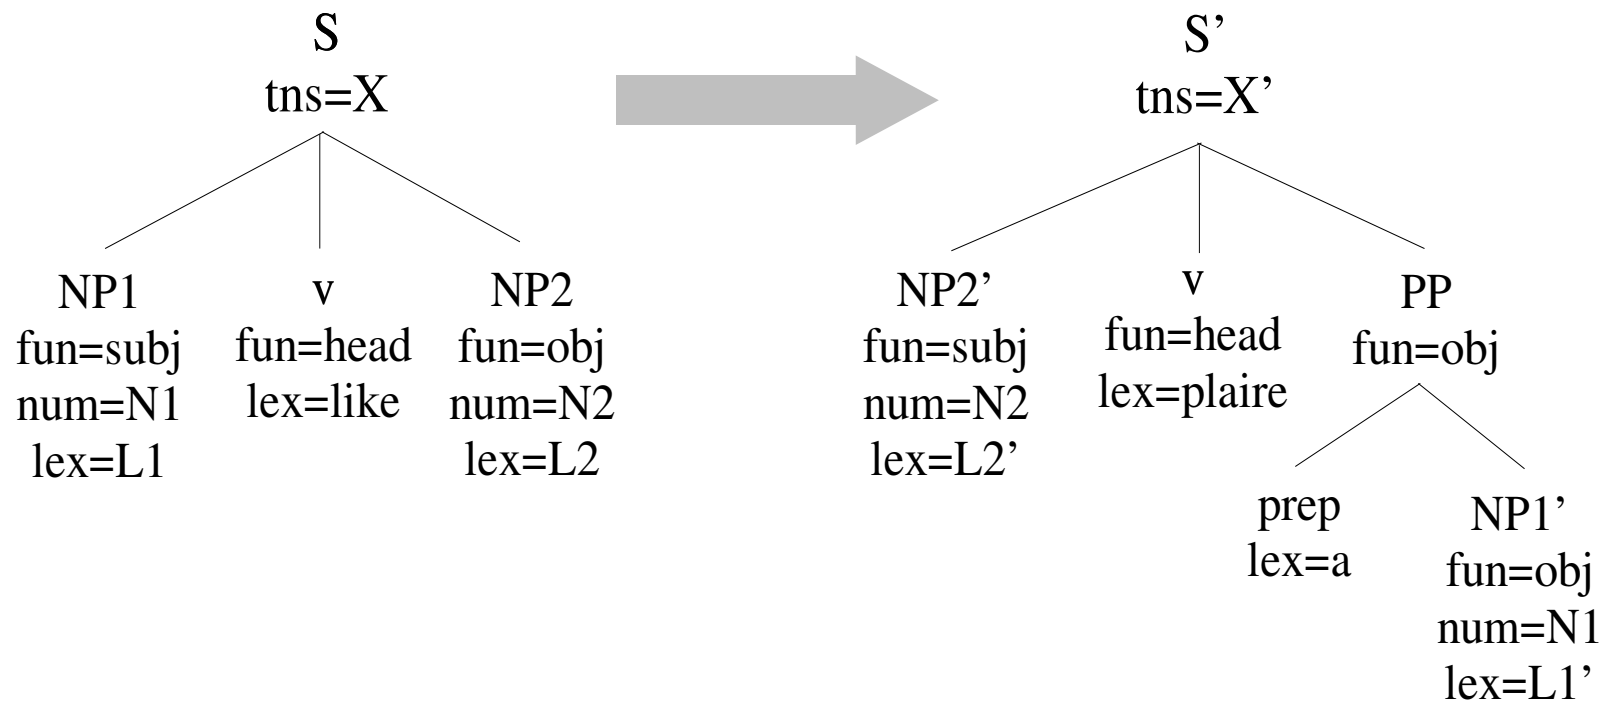 S
tns=X
NP1
fun=subj
num=N1
lex=L1
v
fun=head
lex=like
NP2
fun=obj
num=N2
lex=L2
S’
tns=X’
NP2’
fun=subj
num=N2
lex=L2’
v
fun=head
lex=plaire
PP
fun=obj
prep
lex=a
NP1’
fun=obj
num=N1
lex=L1’